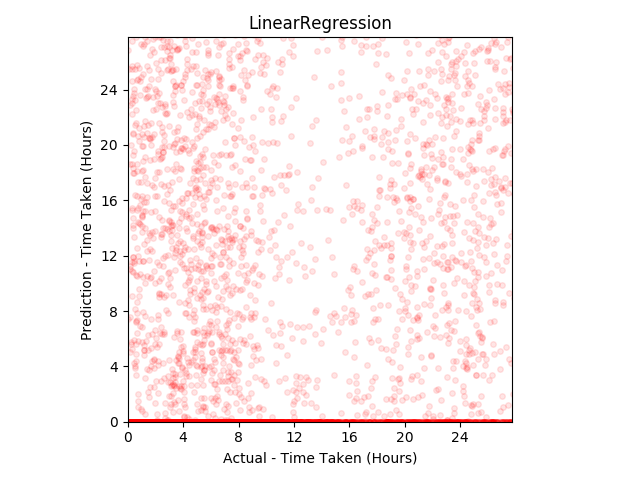 LinearRegression
Prediction - Time Taken (Hours)
24
20
16
12
8
4
0
0 4 8 12 16 20 24
Actual - Time Taken (Hours)